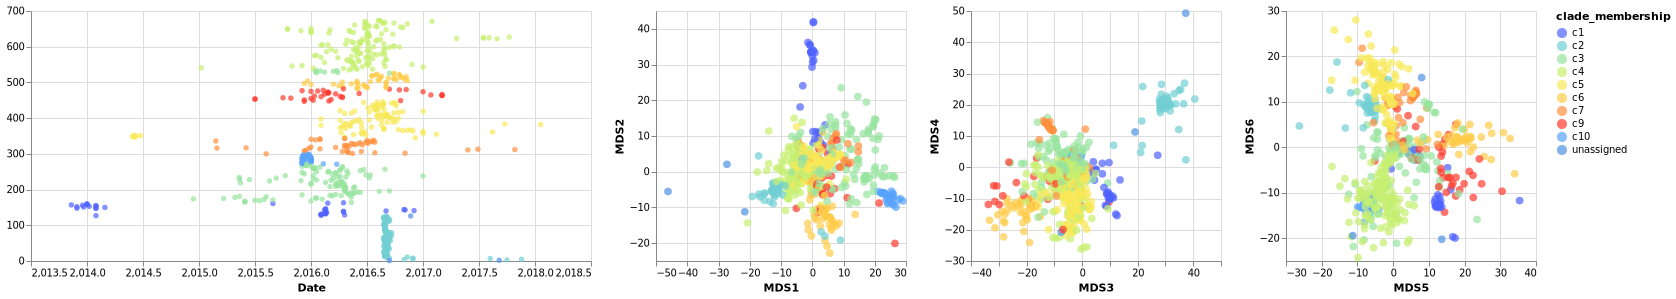 700
600
500
400
300
200
100
0
2,013.5 2,014.0 2,014.5 2,015.0 2,015.5 2,016.0 2,016.5 2,017.0 2,017.5 2,018.0 2,018.5
Date
MDS2
40
30
20
10
0
−10
−20
−50 −40 −30 −20 −10 0 10 20 30
MDS1
MDS4
50
40
30
20
10
0
−10
−20
−30
−40 −20 0 20 40
MDS3
MDS6
30
20
10
0
−10
−20
−30 −20 −10 0 10 20 30 40
MDS5
clade_membership
c1
c2
c3
c4
c5
c6
c7
c9
c10
unassigned